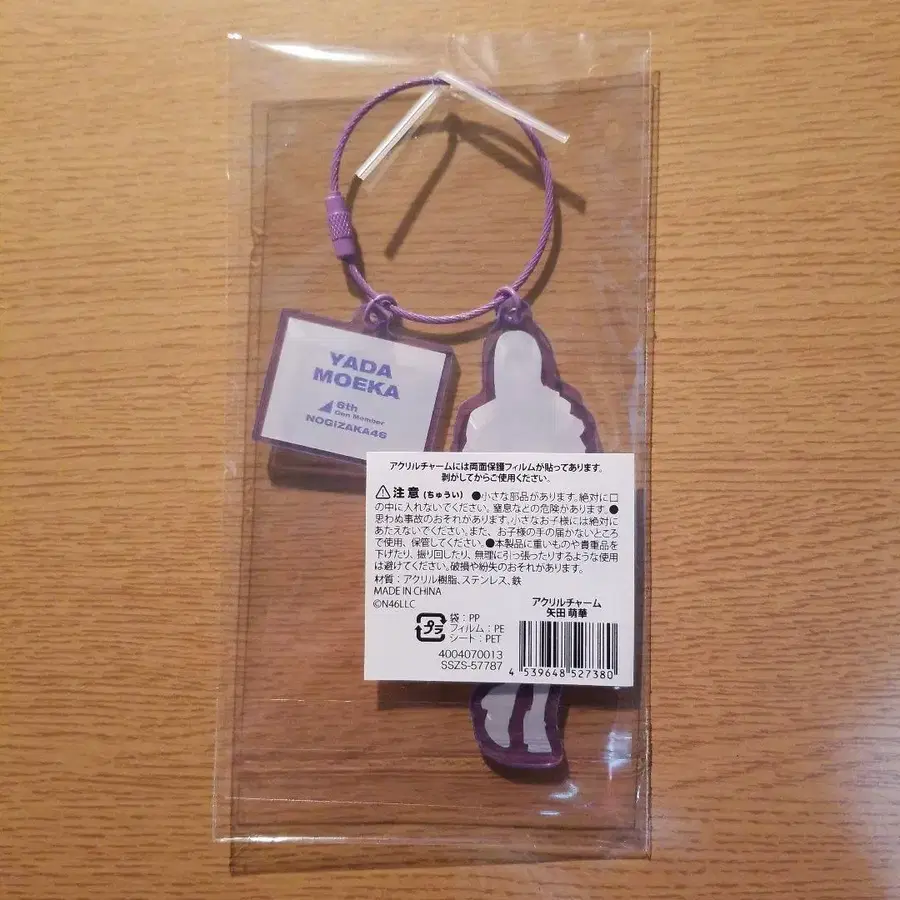 YADA
MOEKA
6th
Gen Member
NOGIZAKA46
アクリルチャームには両面保護フィルムが貼ってあります。
剥がしてからご使用ください。
⚠注意(ちゅうい) ●小さな部品があります。絶対に口
の中に入れないでください。窒息などの危険があります。●
思わぬ事故のおそれがあります。小さなお子様には絶対に
あたえないでください。また、お子様の手の届かないところ
で使用、保管してください。●本製品に重いものや貴重品を
下げたり、振り回したり、無理に引っ張ったりするような使用
は避けてください。破損や紛失のおそれがあります。
材質:アクリル樹脂、ステンレス、鉄
MADE IN CHINA
©N46LLC
プラ
袋:PP
フィルム:PE
シート:PET
4004070013
SSZS-57787
アクリルチャーム
矢田 萌華
4 539648 527380